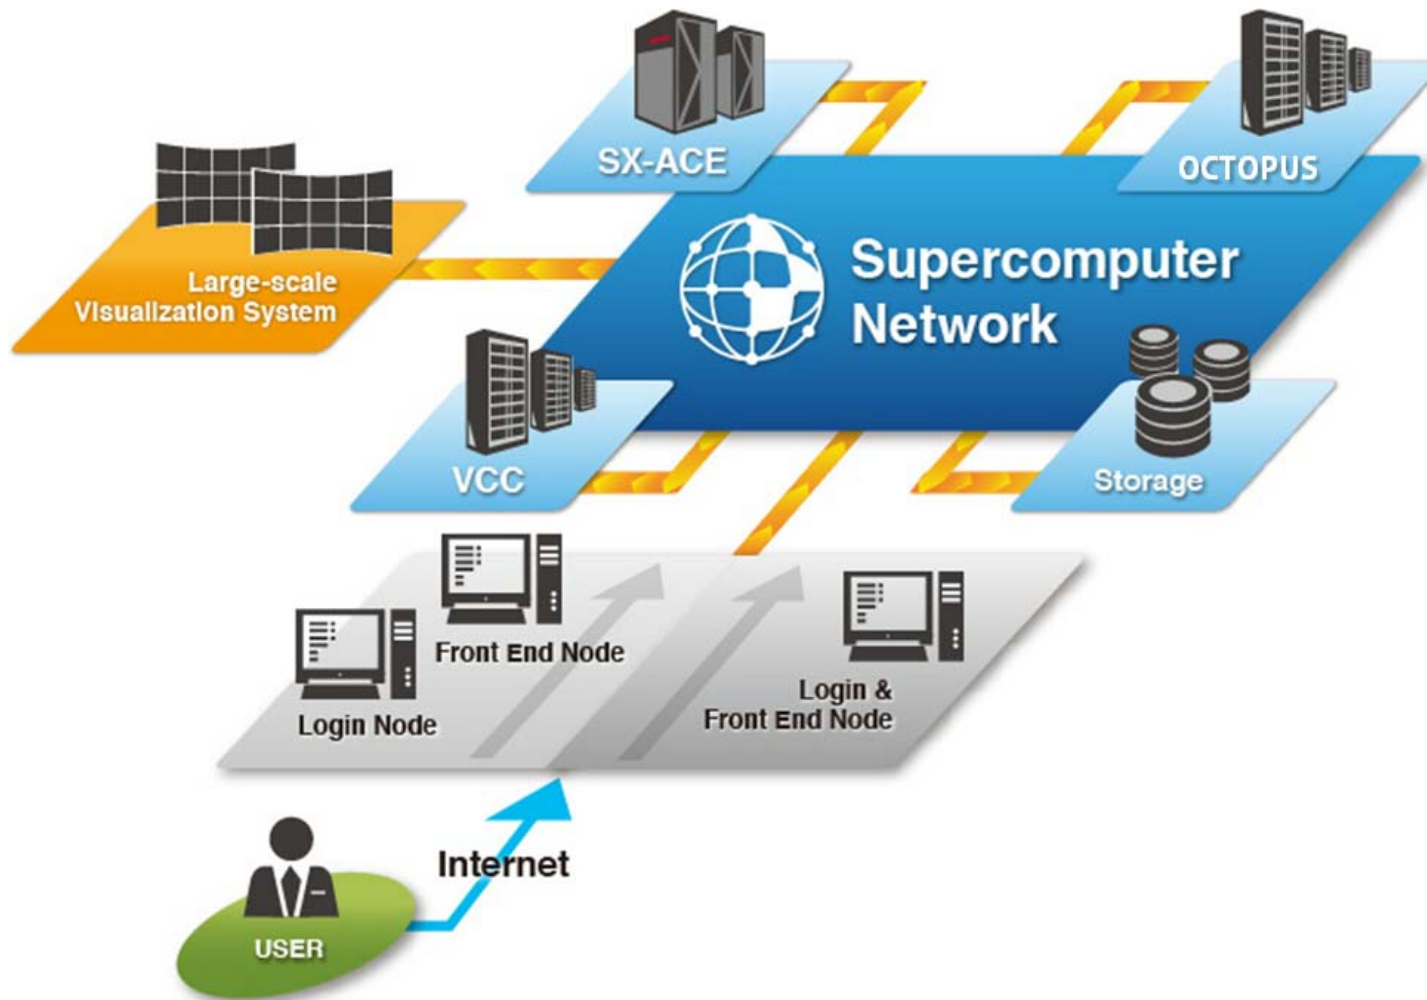 SX-ACE
OCTOPUS
Supercomputer
Network
Large-scale
Visualization System
VCC
Storage
Front End Node
Login Node
Login &
Front End Node
Internet
USER